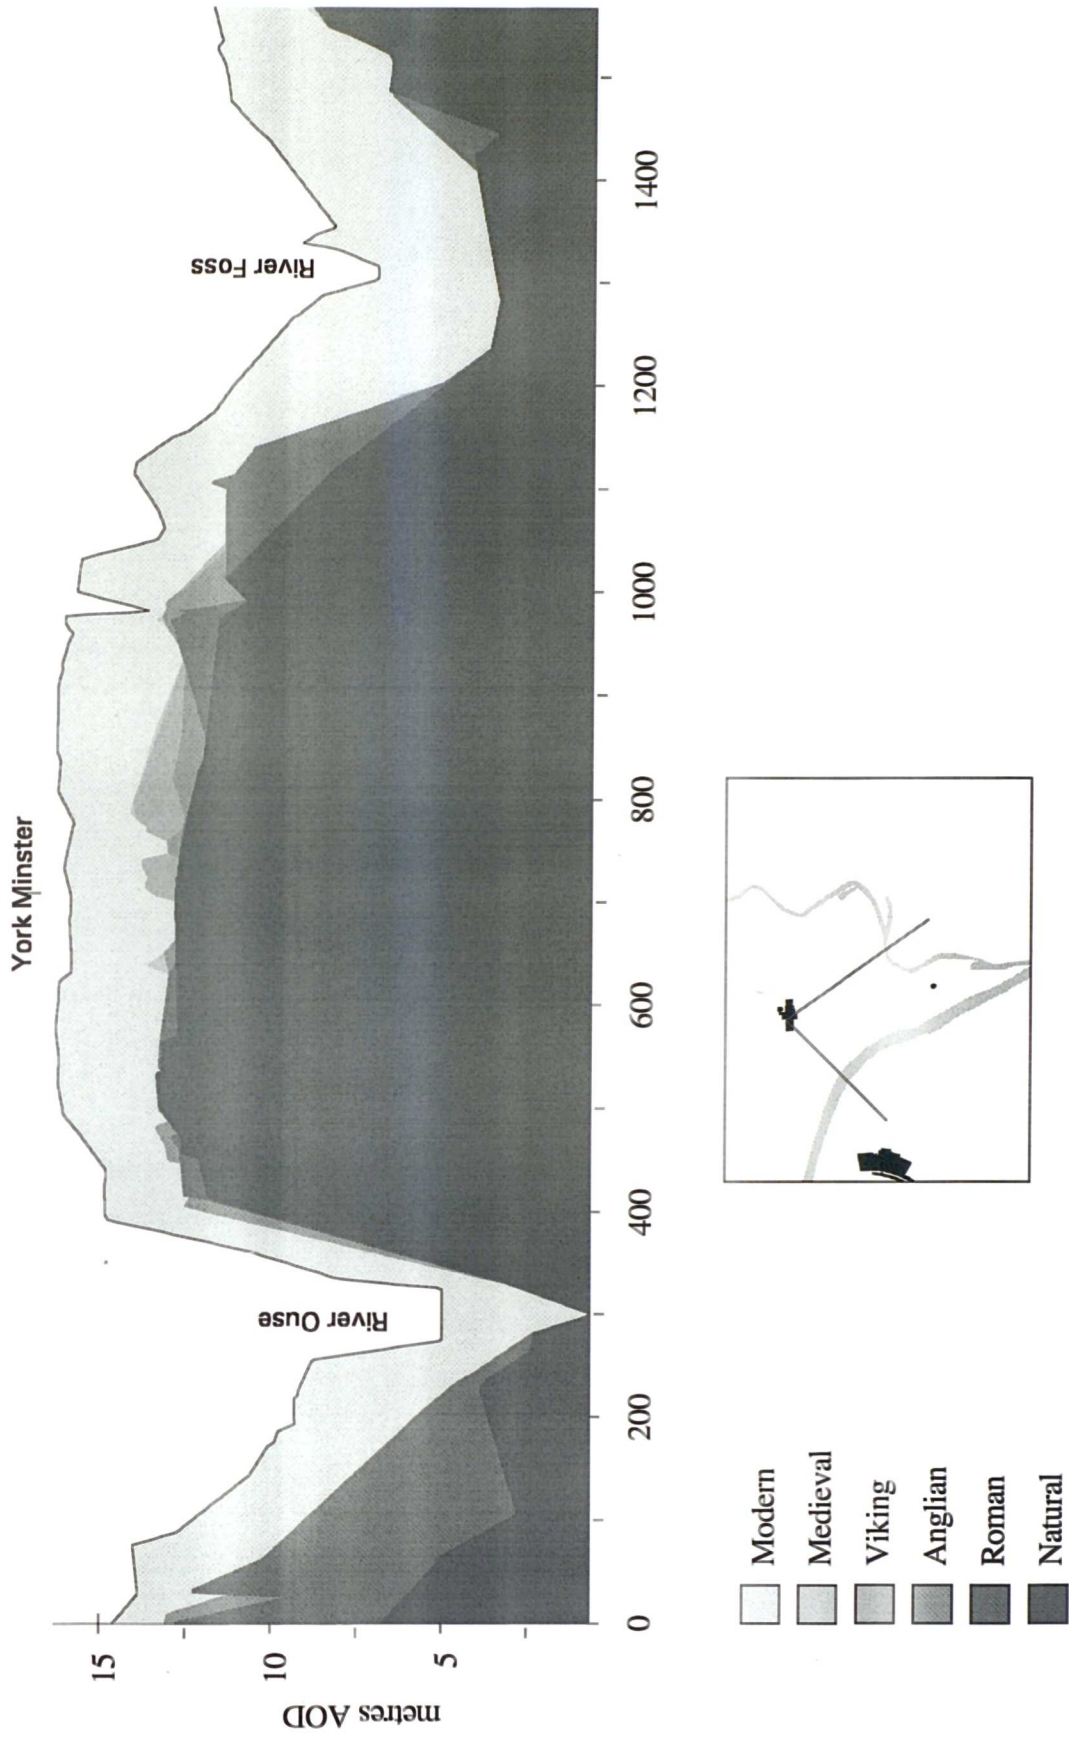 York Minster
River Foss
River Ouse
15
10
5
metres AOD
0
200
400
600
800
1000
1200
1400
Modern
Medieval
Viking
Anglian
Roman
Natural